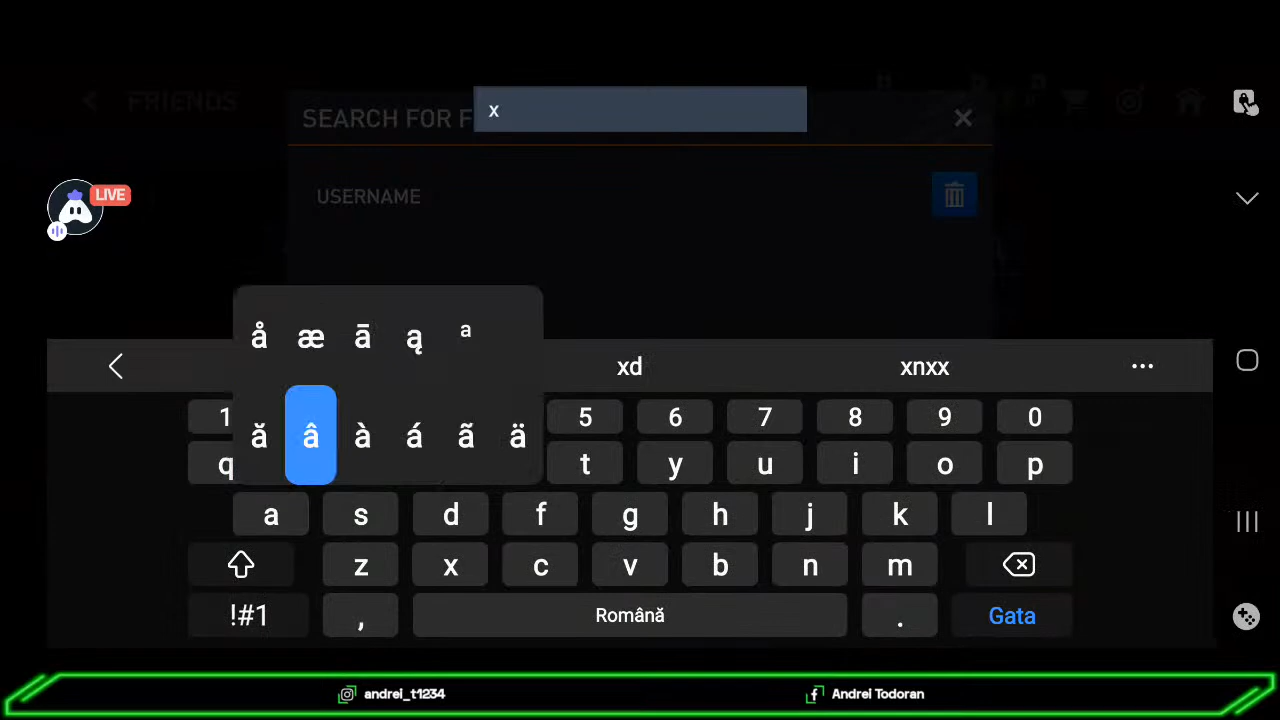 FRIENDS
SEARCH FOR F
x
LIVE
USERNAME
å æ ā ą ª
ă â à á ã ä
xd xnxx ...
1 5 6 7 8 9 0
q t y u i o p
a s d f g h j k l
z x c v b n m
!#1 , Română . Gata
andrei_t1234 Andrei Todoran